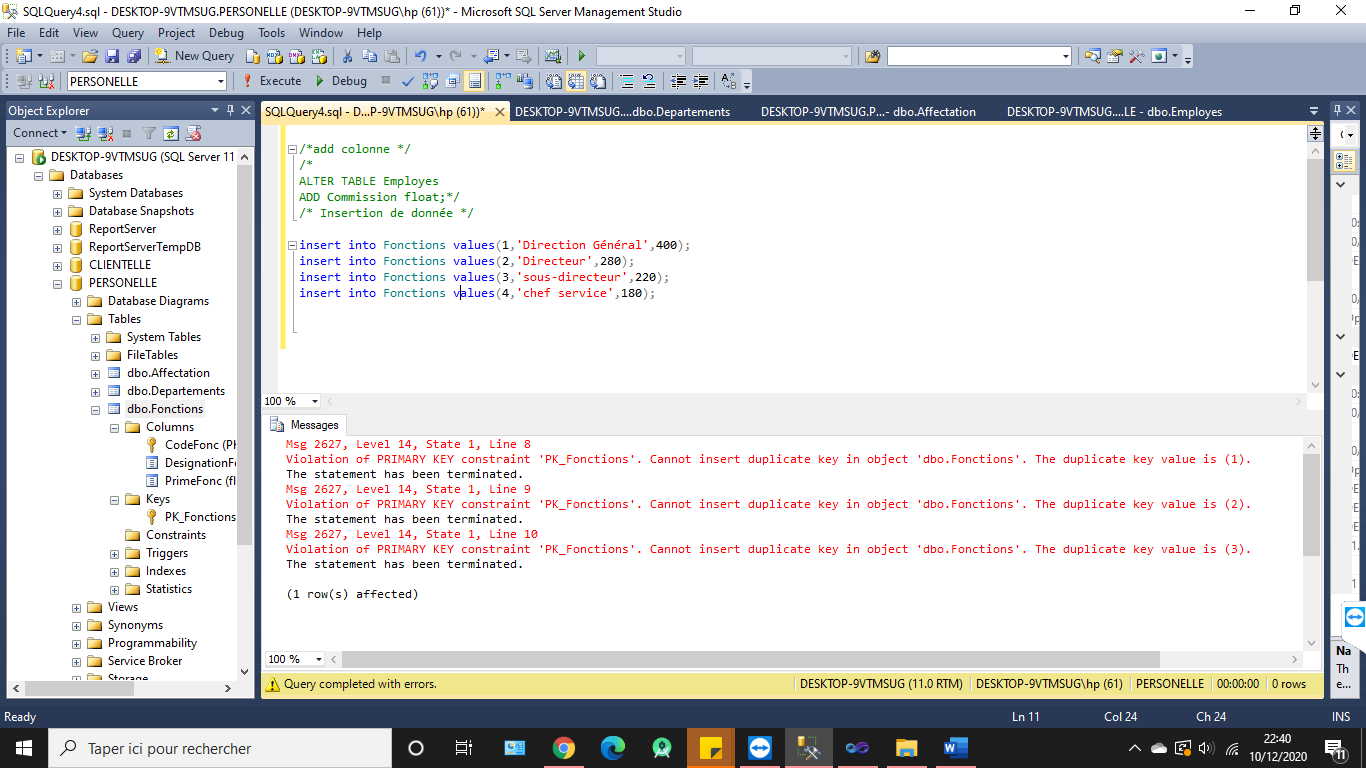 SQLQuery4.sql - DESKTOP-9VTMSUG.PERSONELLE (DESKTOP-9VTMSUG\hp (61))* - Microsoft SQL Server Management Studio
File Edit View Query Project Debug Tools Window Help
New Query
PERSONELLE Execute Debug
Object Explorer
Connect
DESKTOP-9VTMSUG (SQL Server 11
Databases
System Databases
Database Snapshots
ReportServer
ReportServerTempDB
CLIENTELLE
PERSONELLE
Database Diagrams
Tables
System Tables
FileTables
dbo.Affectation
dbo.Departements
dbo.Fonctions
Columns
CodeFonc (PK
DesignationFo
PrimeFonc (fl
Keys
PK_Fonctions
Constraints
Triggers
Indexes
Statistics
Views
Synonyms
Programmability
Service Broker
Storage
SQLQuery4.sql - D...P-9VTMSUG\hp (61))* DESKTOP-9VTMSUG....dbo.Departements DESKTOP-9VTMSUG.P...- dbo.Affectation DESKTOP-9VTMSUG....LE - dbo.Employes
/*add colonne */
/*
ALTER TABLE Employes
ADD Commission float;*/
/* Insertion de donnée */
insert into Fonctions values(1,'Direction Général',400);
insert into Fonctions values(2,'Directeur',280);
insert into Fonctions values(3,'sous-directeur',220);
insert into Fonctions values(4,'chef service',180);
100 %
Messages
Msg 2627, Level 14, State 1, Line 8
Violation of PRIMARY KEY constraint 'PK_Fonctions'. Cannot insert duplicate key in object 'dbo.Fonctions'. The duplicate key value is (1).
The statement has been terminated.
Msg 2627, Level 14, State 1, Line 9
Violation of PRIMARY KEY constraint 'PK_Fonctions'. Cannot insert duplicate key in object 'dbo.Fonctions'. The duplicate key value is (2).
The statement has been terminated.
Msg 2627, Level 14, State 1, Line 10
Violation of PRIMARY KEY constraint 'PK_Fonctions'. Cannot insert duplicate key in object 'dbo.Fonctions'. The duplicate key value is (3).
The statement has been terminated.
(1 row(s) affected)
100 %
Query completed with errors. DESKTOP-9VTMSUG (11.0 RTM) DESKTOP-9VTMSUG\hp (61) PERSONELLE 00:00:00 0 rows
Na
Th
e...
Ready Ln 11 Col 24 Ch 24 INS
Taper ici pour rechercher
22:40
10/12/2020
11